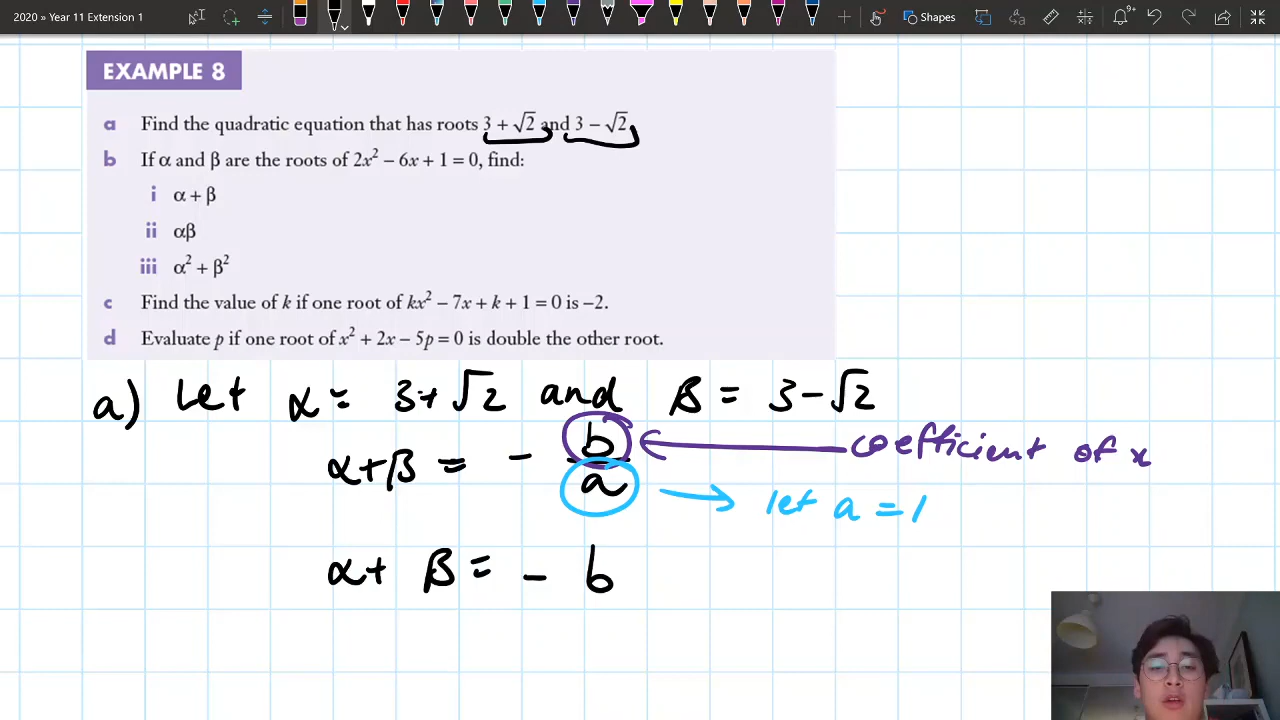 2020 » Year 11 Extension 1
9+
Shapes
EXAMPLE 8
a Find the quadratic equation that has roots 3 + √2 and 3 − √2.
b If α and β are the roots of 2x² − 6x + 1 = 0, find:
i α + β
ii αβ
iii α² + β²
c Find the value of k if one root of kx² − 7x + k + 1 = 0 is −2.
d Evaluate p if one root of x² + 2x − 5p = 0 is double the other root.
a) Let α = 3+√2 and β = 3−√2
α+β = − b/a coefficient of x
let a = 1
α+ β = − b